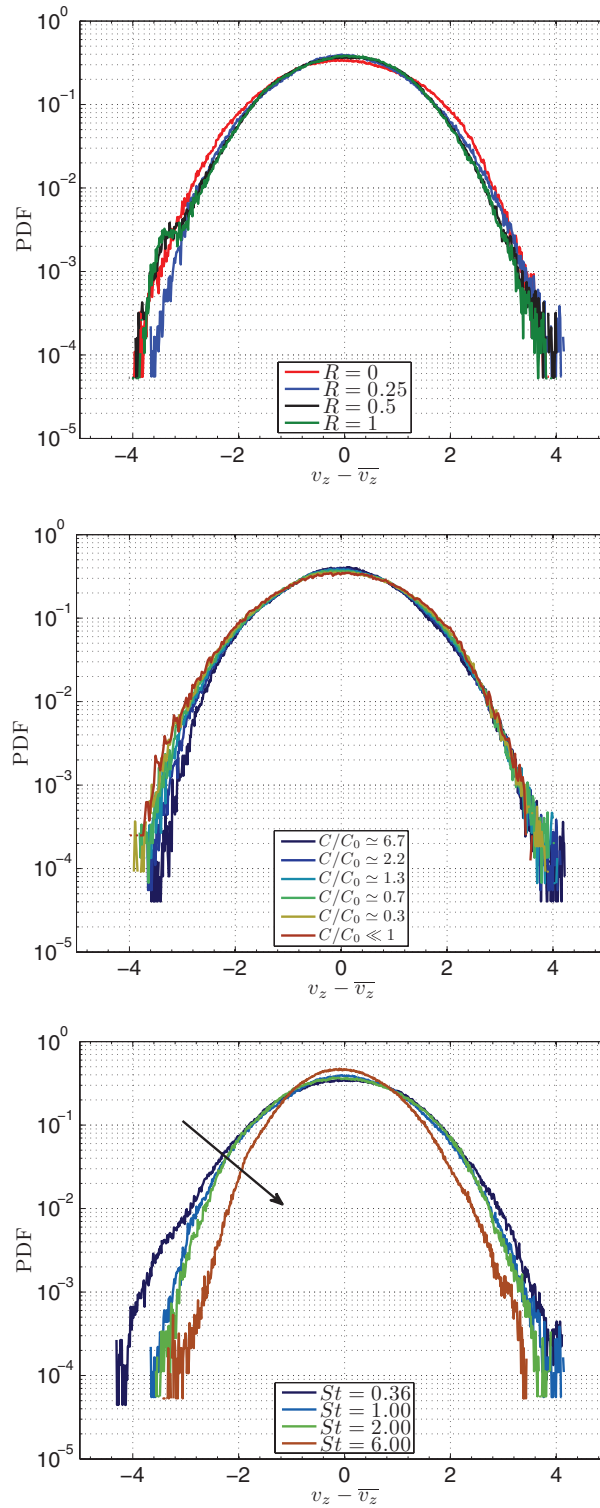 10^0
10^-1
10^-2
10^-3
10^-4
10^-5
PDF
−4 −2 0 2 4
v_z − \overline{v_z}
R = 0
R = 0.25
R = 0.5
R = 1
10^0
10^-1
10^-2
10^-3
10^-4
10^-5
PDF
−4 −2 0 2 4
v_z − \overline{v_z}
C/C_0 ≃ 6.7
C/C_0 ≃ 2.2
C/C_0 ≃ 1.3
C/C_0 ≃ 0.7
C/C_0 ≃ 0.3
C/C_0 ≪ 1
10^0
10^-1
10^-2
10^-3
10^-4
10^-5
PDF
−4 −2 0 2 4
v_z − \overline{v_z}
St = 0.36
St = 1.00
St = 2.00
St = 6.00